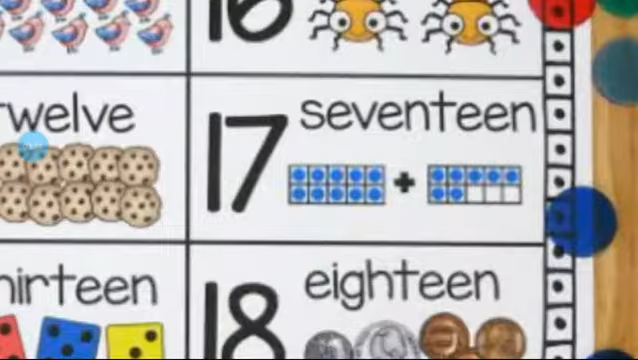 16
twelve
17 seventeen
thirteen
18 eighteen